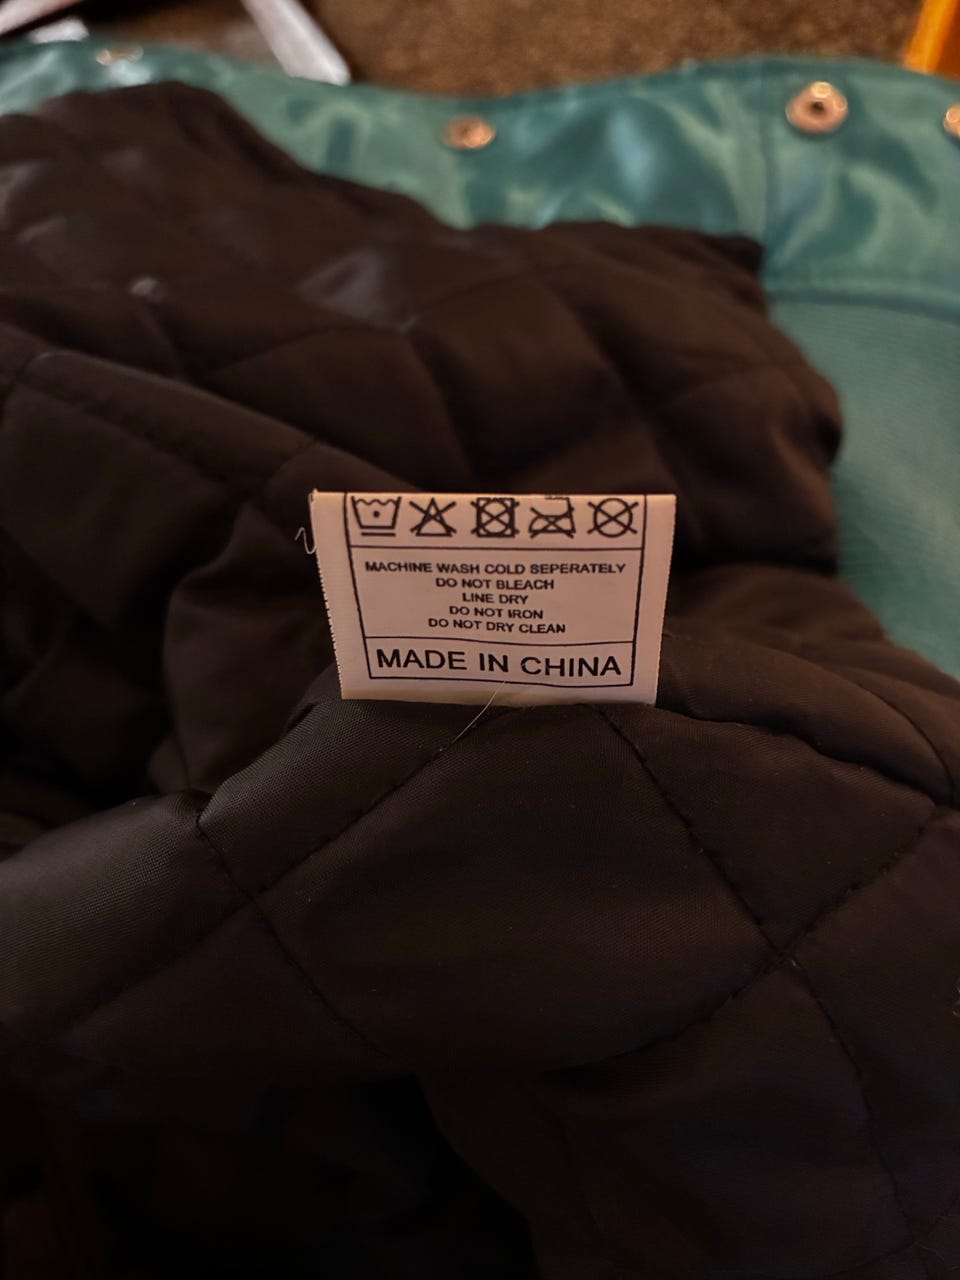 MACHINE WASH COLD SEPERATELY
DO NOT BLEACH
LINE DRY
DO NOT IRON
DO NOT DRY CLEAN
MADE IN CHINA